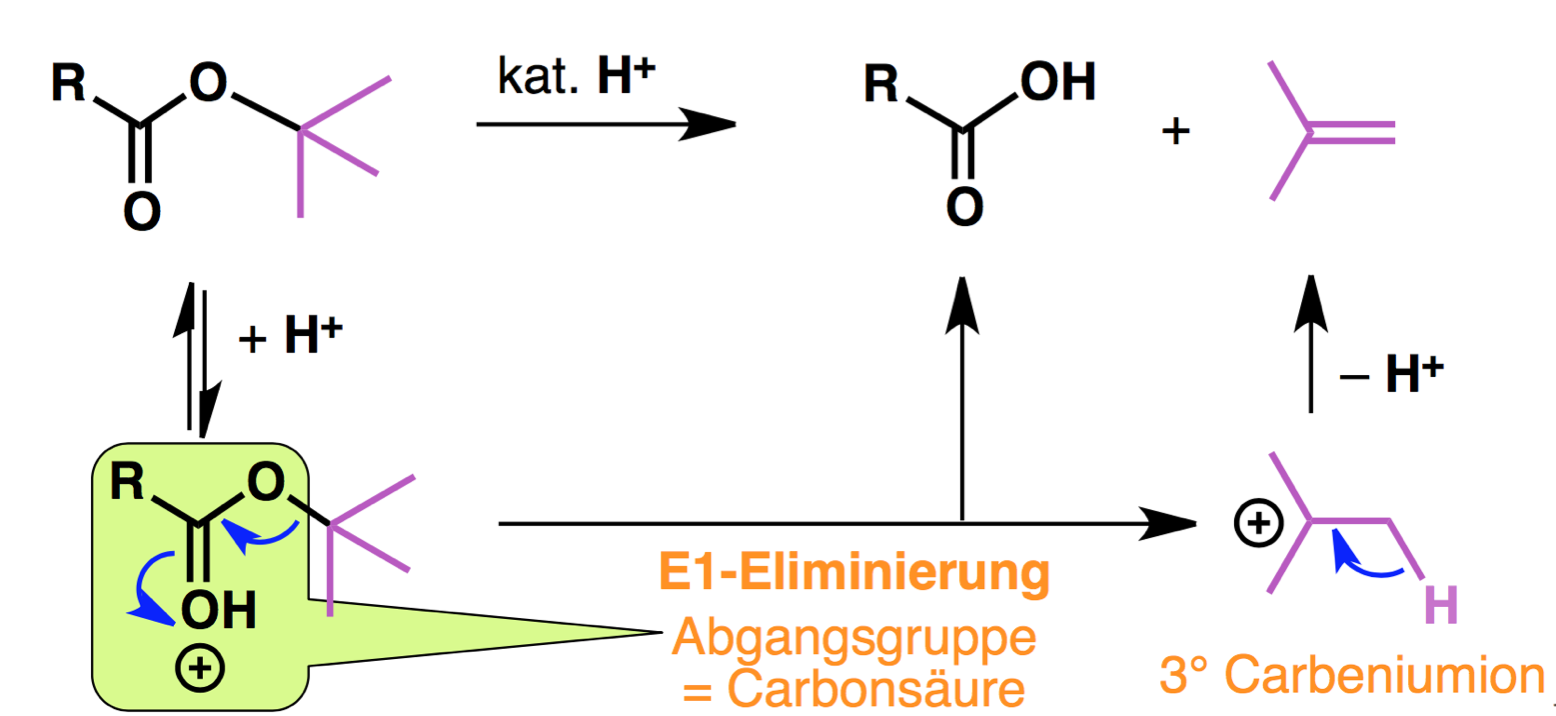 R O kat. H+ R OH
+
O O
+ H+ – H+
R O
E1-Eliminierung
OH H
Abgangsgruppe
= Carbonsäure 3° Carbeniumion